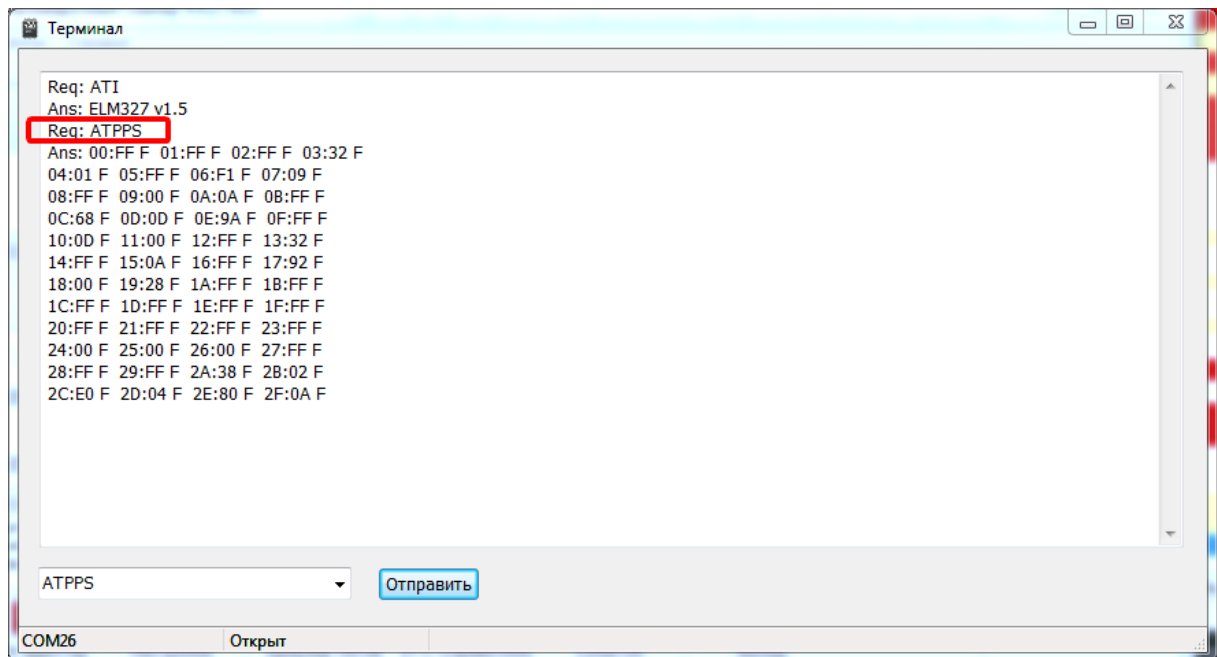 Терминал
Req: ATI
Ans: ELM327 v1.5
Req: ATPPS
Ans: 00:FF F 01:FF F 02:FF F 03:32 F
04:01 F 05:FF F 06:F1 F 07:09 F
08:FF F 09:00 F 0A:0A F 0B:FF F
0C:68 F 0D:0D F 0E:9A F 0F:FF F
10:0D F 11:00 F 12:FF F 13:32 F
14:FF F 15:0A F 16:FF F 17:92 F
18:00 F 19:28 F 1A:FF F 1B:FF F
1C:FF F 1D:FF F 1E:FF F 1F:FF F
20:FF F 21:FF F 22:FF F 23:FF F
24:00 F 25:00 F 26:00 F 27:FF F
28:FF F 29:FF F 2A:38 F 2B:02 F
2C:E0 F 2D:04 F 2E:80 F 2F:0A F
ATPPS Отправить
COM26 Открыт